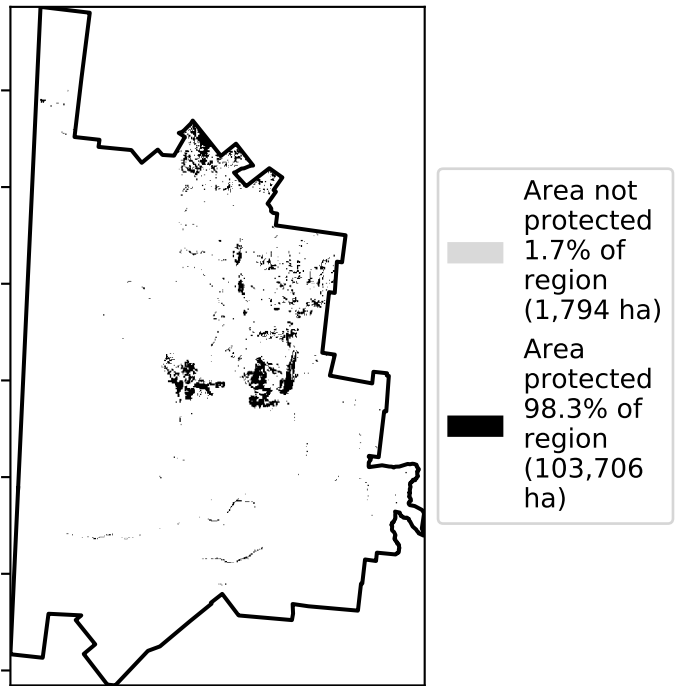 Area not
protected
1.7% of
region
(1,794 ha)
Area
protected
98.3% of
region
(103,706
ha)